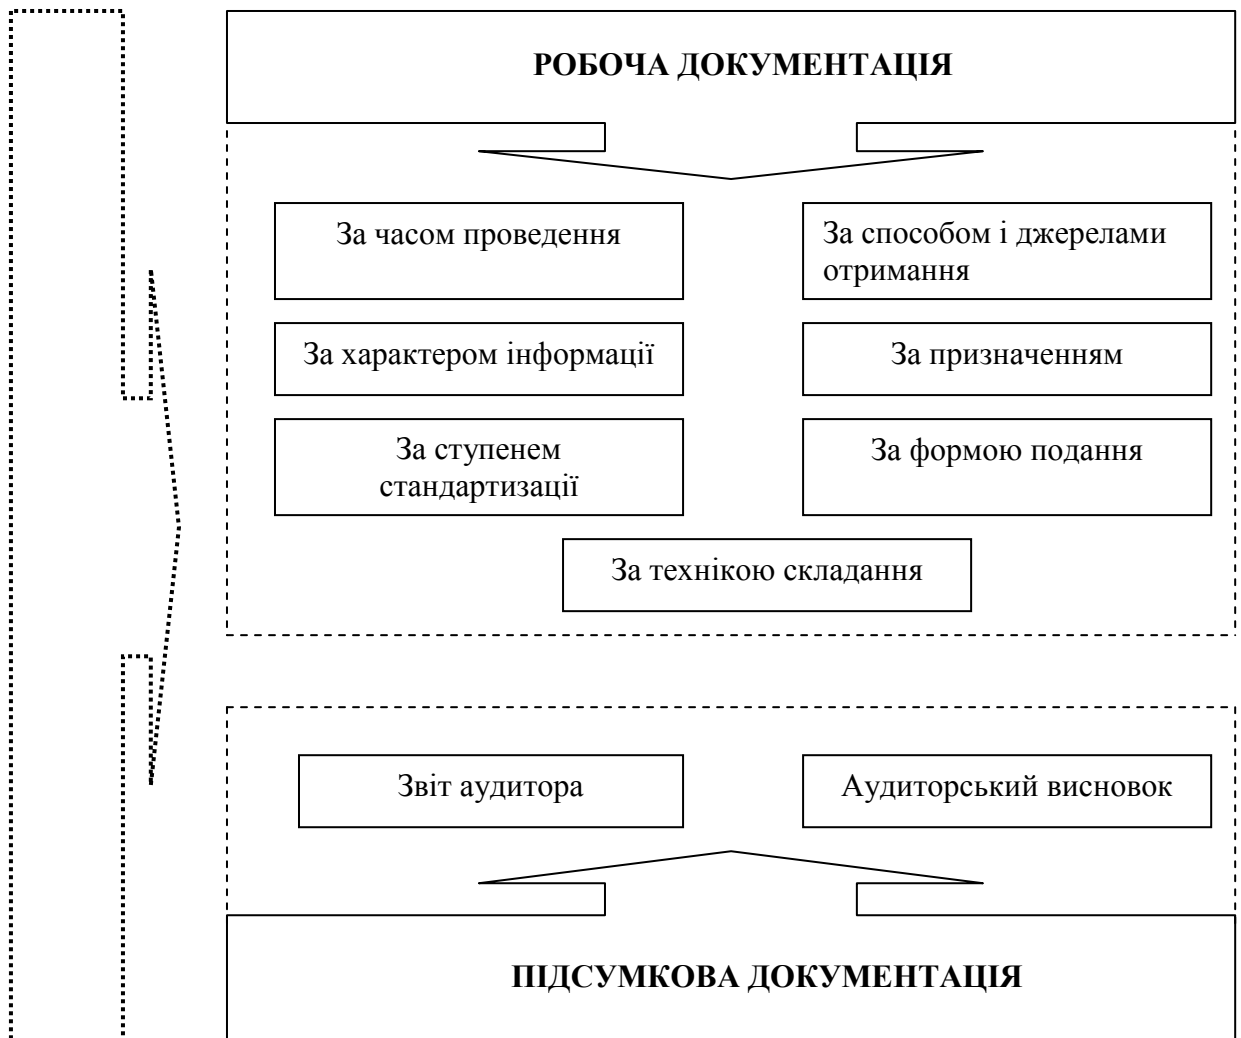 РОБОЧА ДОКУМЕНТАЦІЯ
За часом проведення
За способом і джерелами
отримання
За характером інформації
За призначенням
За ступенем
стандартизації
За формою подання
За технікою складання
Звіт аудитора
Аудиторський висновок
ПІДСУМКОВА ДОКУМЕНТАЦІЯ